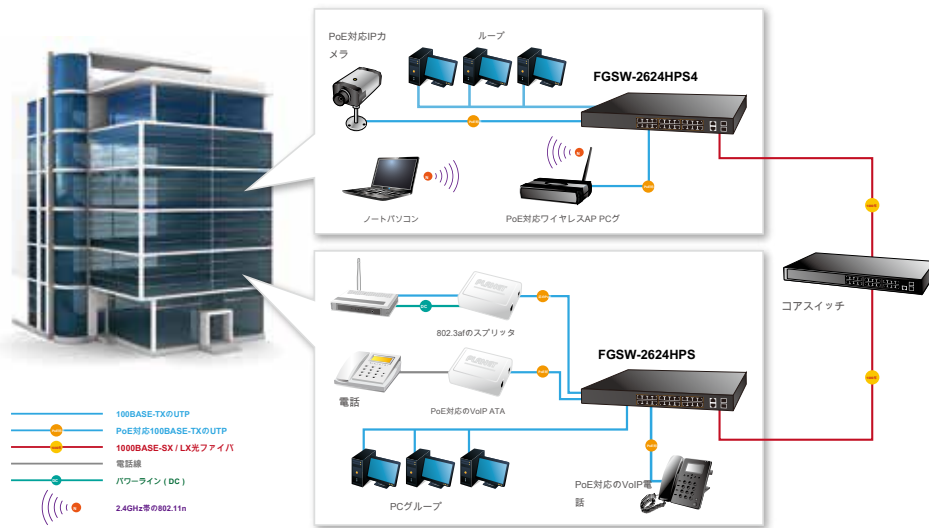 PoE対応IPカ
メラ
ループ
FGSW-2624HPS4
ノートパソコン
PoE対応ワイヤレスAP PCグ
コアスイッチ
PLANET
DC
802.3afのスプリッタ
FGSW-2624HPS
PLANET
電話
PoE対応のVoIP ATA
PCグループ
PoE対応のVoIP電
話
100BASE-TXのUTP
PoE対応100BASE-TXのUTP
1000BASE-SX / LX光ファイバ
電話線
DC
パワーライン ( DC )
2.4GHz帯の802.11n